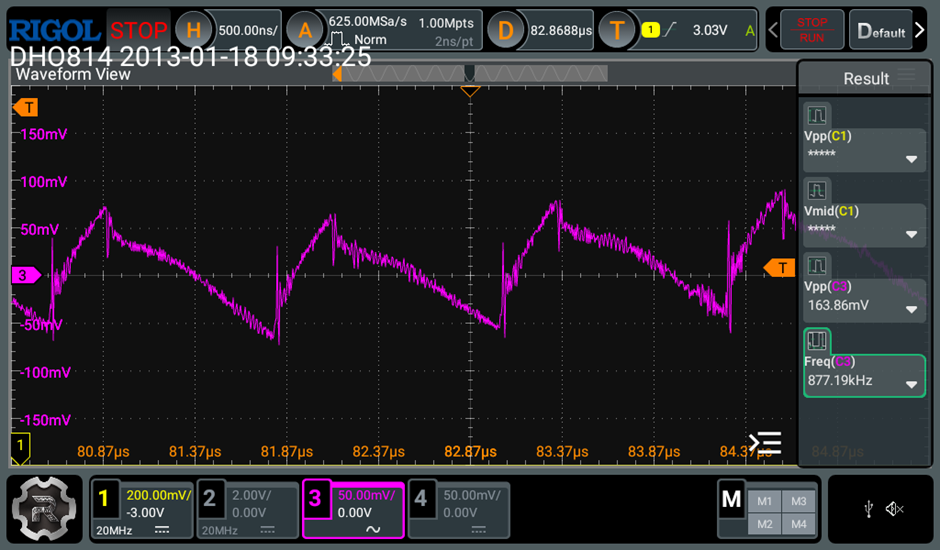 RIGOL STOP H 500.00ns/ A 625.00MSa/s 1.00Mpts D 82.8688µs T 1 3.03V A STOP Default
Norm 2ns/pt RUN
DHO814 2013-01-18 09:33:25
Waveform View Result
T
150mV
100mV
50mV
3
-50mV
-100mV
-150mV
T
1
80.87µs 81.37µs 81.87µs 82.37µs 82.87µs 83.37µs 83.87µs 84.37µs 84.87µs
Vpp(C1)
*****
Vmid(C1)
*****
Vpp(C3)
163.86mV
Freq(C3)
877.19kHz
R
1 200.00mV/ 2 2.00V/ 3 50.00mV/ 4 50.00mV/ M M1 M3
-3.00V 0.00V 0.00V 0.00V M2 M4
20MHz 20MHz